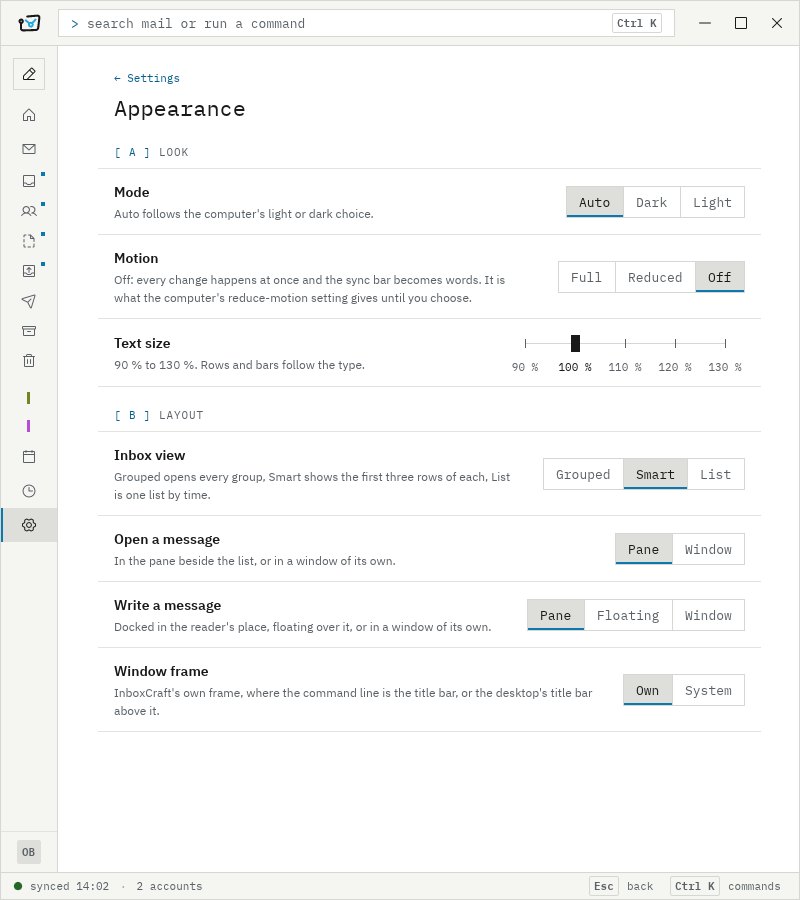 > search mail or run a command Ctrl K
← Settings
Appearance
[ A ] LOOK
Mode
Auto follows the computer's light or dark choice.
Auto Dark Light
Motion
Off: every change happens at once and the sync bar becomes words. It is
what the computer's reduce-motion setting gives until you choose.
Full Reduced Off
Text size
90 % to 130 %. Rows and bars follow the type.
90 % 100 % 110 % 120 % 130 %
[ B ] LAYOUT
Inbox view
Grouped opens every group, Smart shows the first three rows of each, List
is one list by time.
Grouped Smart List
Open a message
In the pane beside the list, or in a window of its own.
Pane Window
Write a message
Docked in the reader's place, floating over it, or in a window of its own.
Pane Floating Window
Window frame
InboxCraft's own frame, where the command line is the title bar, or the desktop's title bar
above it.
Own System
OB
synced 14:02 · 2 accounts
Esc back Ctrl K commands